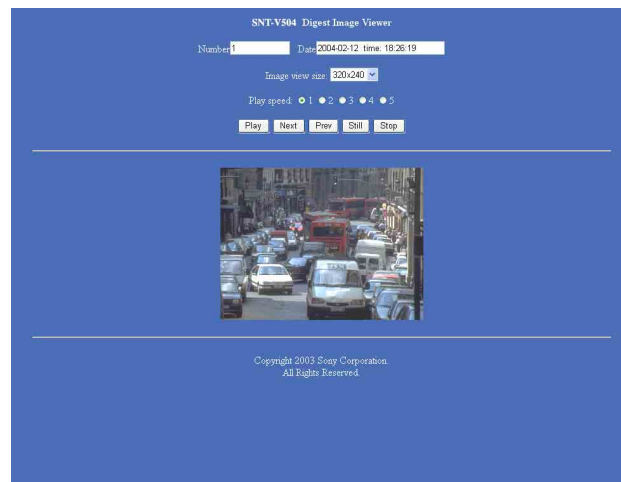 SNT-V504 Digest Image Viewer
Number 1 Date 2004-02-12 time: 18:26:19
Image view size: 320x240
Play speed: 1 2 3 4 5
Play Next Prev Still Stop
Copyright 2003 Sony Corporation.
All Rights Reserved.